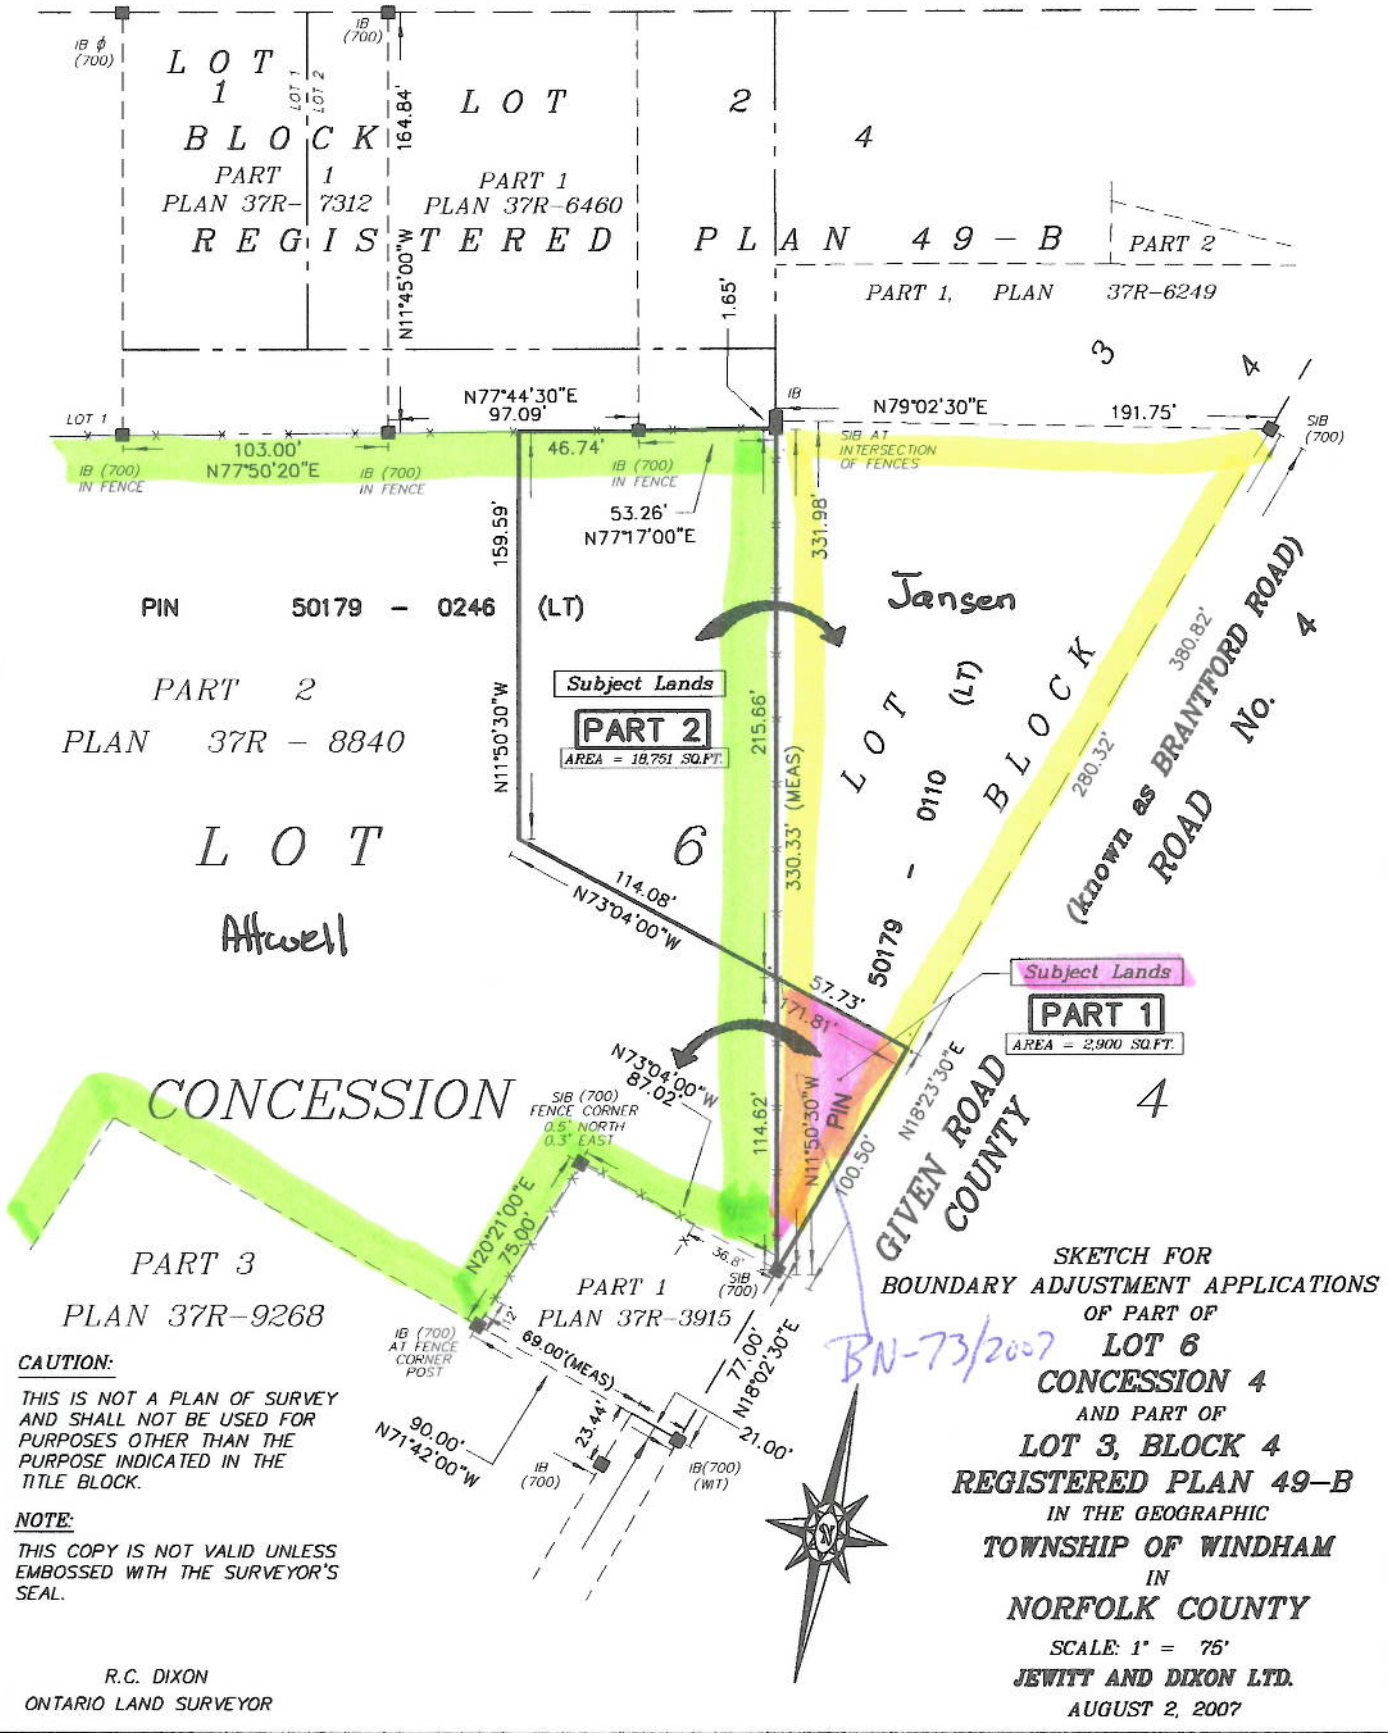 IB ϕ
(700)
IB
(700)
L O T
1
LOT 1
LOT 2
B L O C K
PART 1
PLAN 37R- 7312
164.84'
N11°45'00"W
L O T 2
PART 1
PLAN 37R-6460
4
R E G I S T E R E D P L A N 4 9 - B
PART 2
PART 1, PLAN 37R-6249
1.65'
3
4
LOT 1
N77°44'30"E
97.09'
IB
N79°02'30"E
191.75'
SIB
(700)
103.00'
N77°50'20"E
IB (700)
IN FENCE
IB (700)
IN FENCE
46.74'
IB (700)
IN FENCE
SIB AT
INTERSECTION
OF FENCES
53.26'
N77°17'00"E
159.59'
331.98'
PIN 50179 - 0246 (LT)
Jansen
PART 2
PLAN 37R - 8840
Subject Lands
PART 2
AREA = 18,751 SQ.FT.
N11°50'30"W
215.66'
330.33' (MEAS)
L O T
50179 - 0110 (LT)
B L O C K
4
380.82'
280.32'
(known as BRANTFORD ROAD)
ROAD No. 4
L O T 6
Attwell
114.08'
N73°04'00"W
57.73'
171.81'
Subject Lands
PART 1
AREA = 2,900 SQ.FT.
CONCESSION 4
N73°04'00"W
87.02'
SIB (700)
FENCE CORNER
0.5' NORTH
0.3' EAST
114.62'
N11°50'30"W
PIN
100.50'
N18°23'30"E
GIVEN ROAD
COUNTY
N20°21'00"E
75.00'
36.8'
SIB
(700)
12'
PART 3
PLAN 37R-9268
PART 1
PLAN 37R-3915
IB (700)
AT FENCE
CORNER
POST
69.00'(MEAS)
90.00'
N71°42'00"W
77.00'
N18°02'30"E
23.44'
21.00'
IB
(700)
IB(700)
(WIT)
BN-73/2007
N
SKETCH FOR
BOUNDARY ADJUSTMENT APPLICATIONS
OF PART OF
LOT 6
CONCESSION 4
AND PART OF
LOT 3, BLOCK 4
REGISTERED PLAN 49-B
IN THE GEOGRAPHIC
TOWNSHIP OF WINDHAM
IN
NORFOLK COUNTY
SCALE: 1" = 75'
JEWITT AND DIXON LTD.
AUGUST 2, 2007
CAUTION:
THIS IS NOT A PLAN OF SURVEY
AND SHALL NOT BE USED FOR
PURPOSES OTHER THAN THE
PURPOSE INDICATED IN THE
TITLE BLOCK.
NOTE:
THIS COPY IS NOT VALID UNLESS
EMBOSSED WITH THE SURVEYOR'S
SEAL.
R.C. DIXON
ONTARIO LAND SURVEYOR